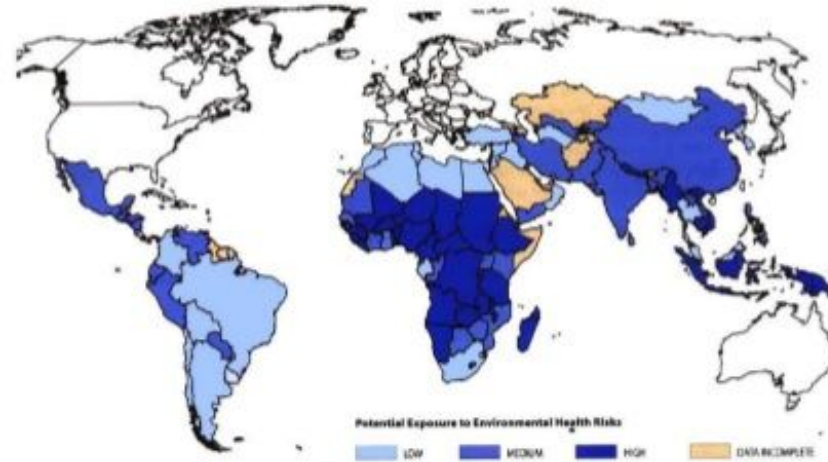 Potential Exposure to Environmental Health Risks
LOW
MEDIUM
HIGH
DATA INCOMPLETE